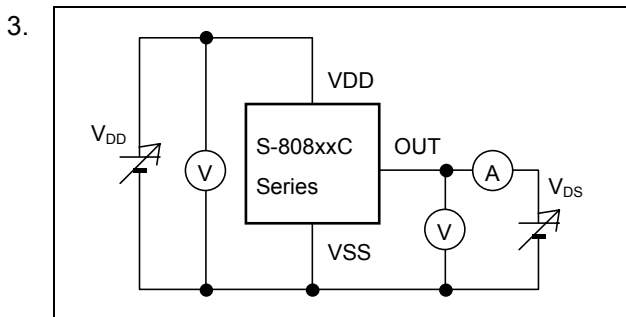 3.
VDD
V_DD
S-808xxC
Series
OUT
V
A
V_DS
V
VSS